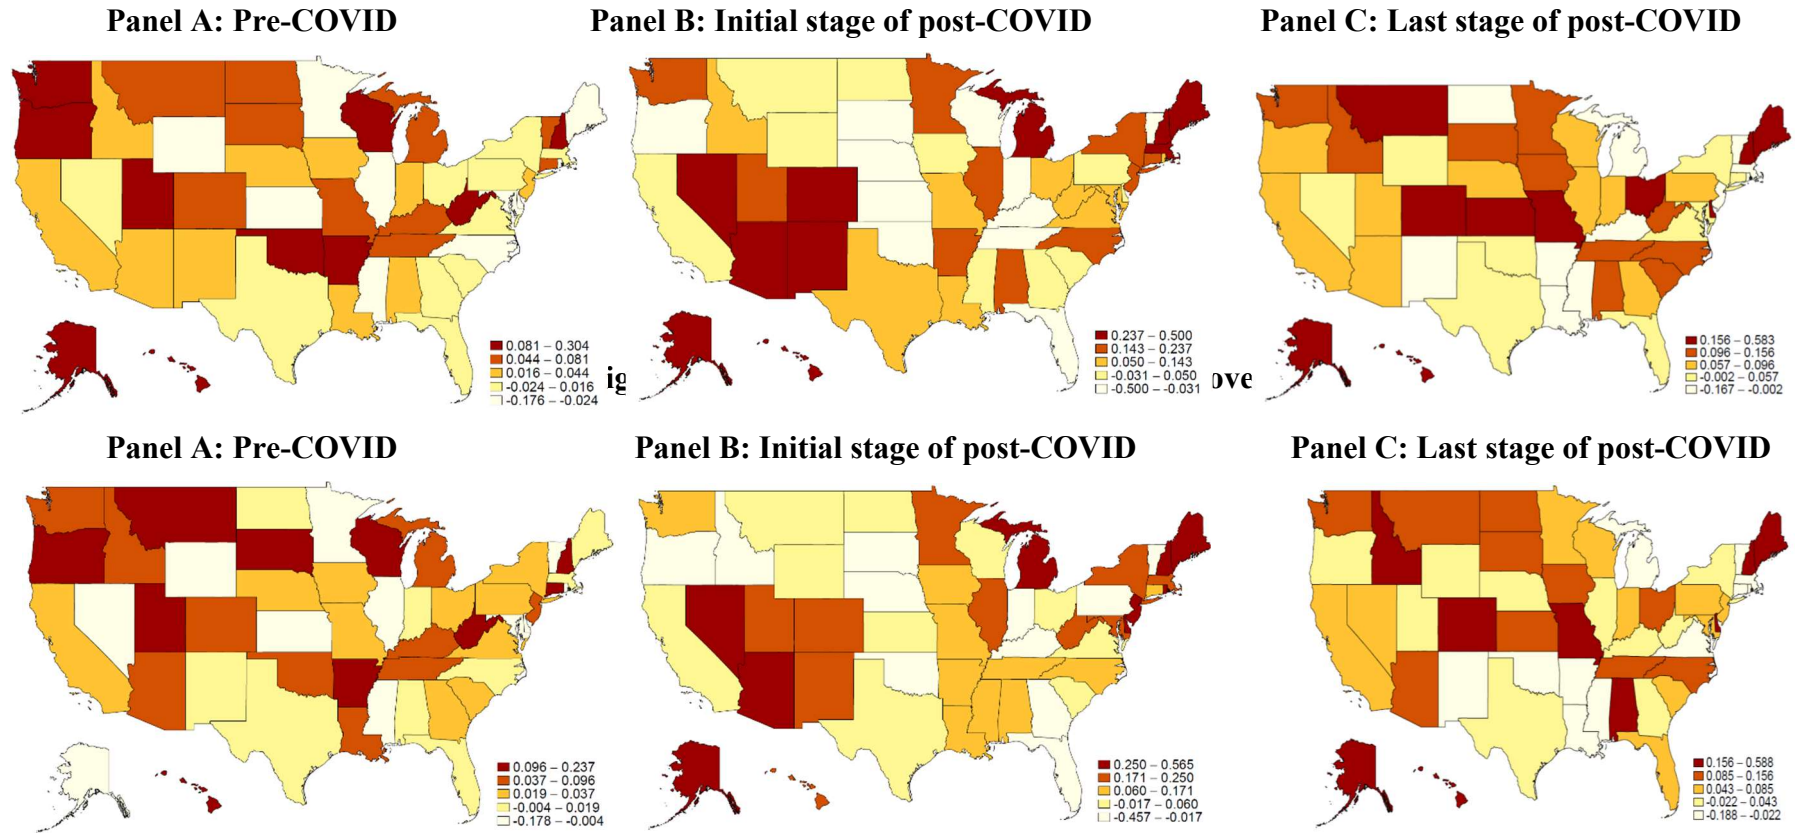 Panel A: Pre-COVID
Panel B: Initial stage of post-COVID
Panel C: Last stage of post-COVID
0.081 – 0.304
0.044 – 0.081
0.016 – 0.044
-0.024 – 0.016
-0.176 – -0.024
ig
0.237 – 0.500
0.143 – 0.237
0.050 – 0.143
-0.031 – 0.050
-0.500 – -0.031
ove
0.156 – 0.583
0.096 – 0.156
0.057 – 0.096
-0.002 – 0.057
-0.167 – -0.002
Panel A: Pre-COVID
Panel B: Initial stage of post-COVID
Panel C: Last stage of post-COVID
0.096 – 0.237
0.037 – 0.096
0.019 – 0.037
-0.004 – 0.019
-0.178 – -0.004
0.250 – 0.565
0.171 – 0.250
0.060 – 0.171
-0.017 – 0.060
-0.457 – -0.017
0.156 – 0.588
0.085 – 0.156
0.043 – 0.085
-0.022 – 0.043
-0.188 – -0.022